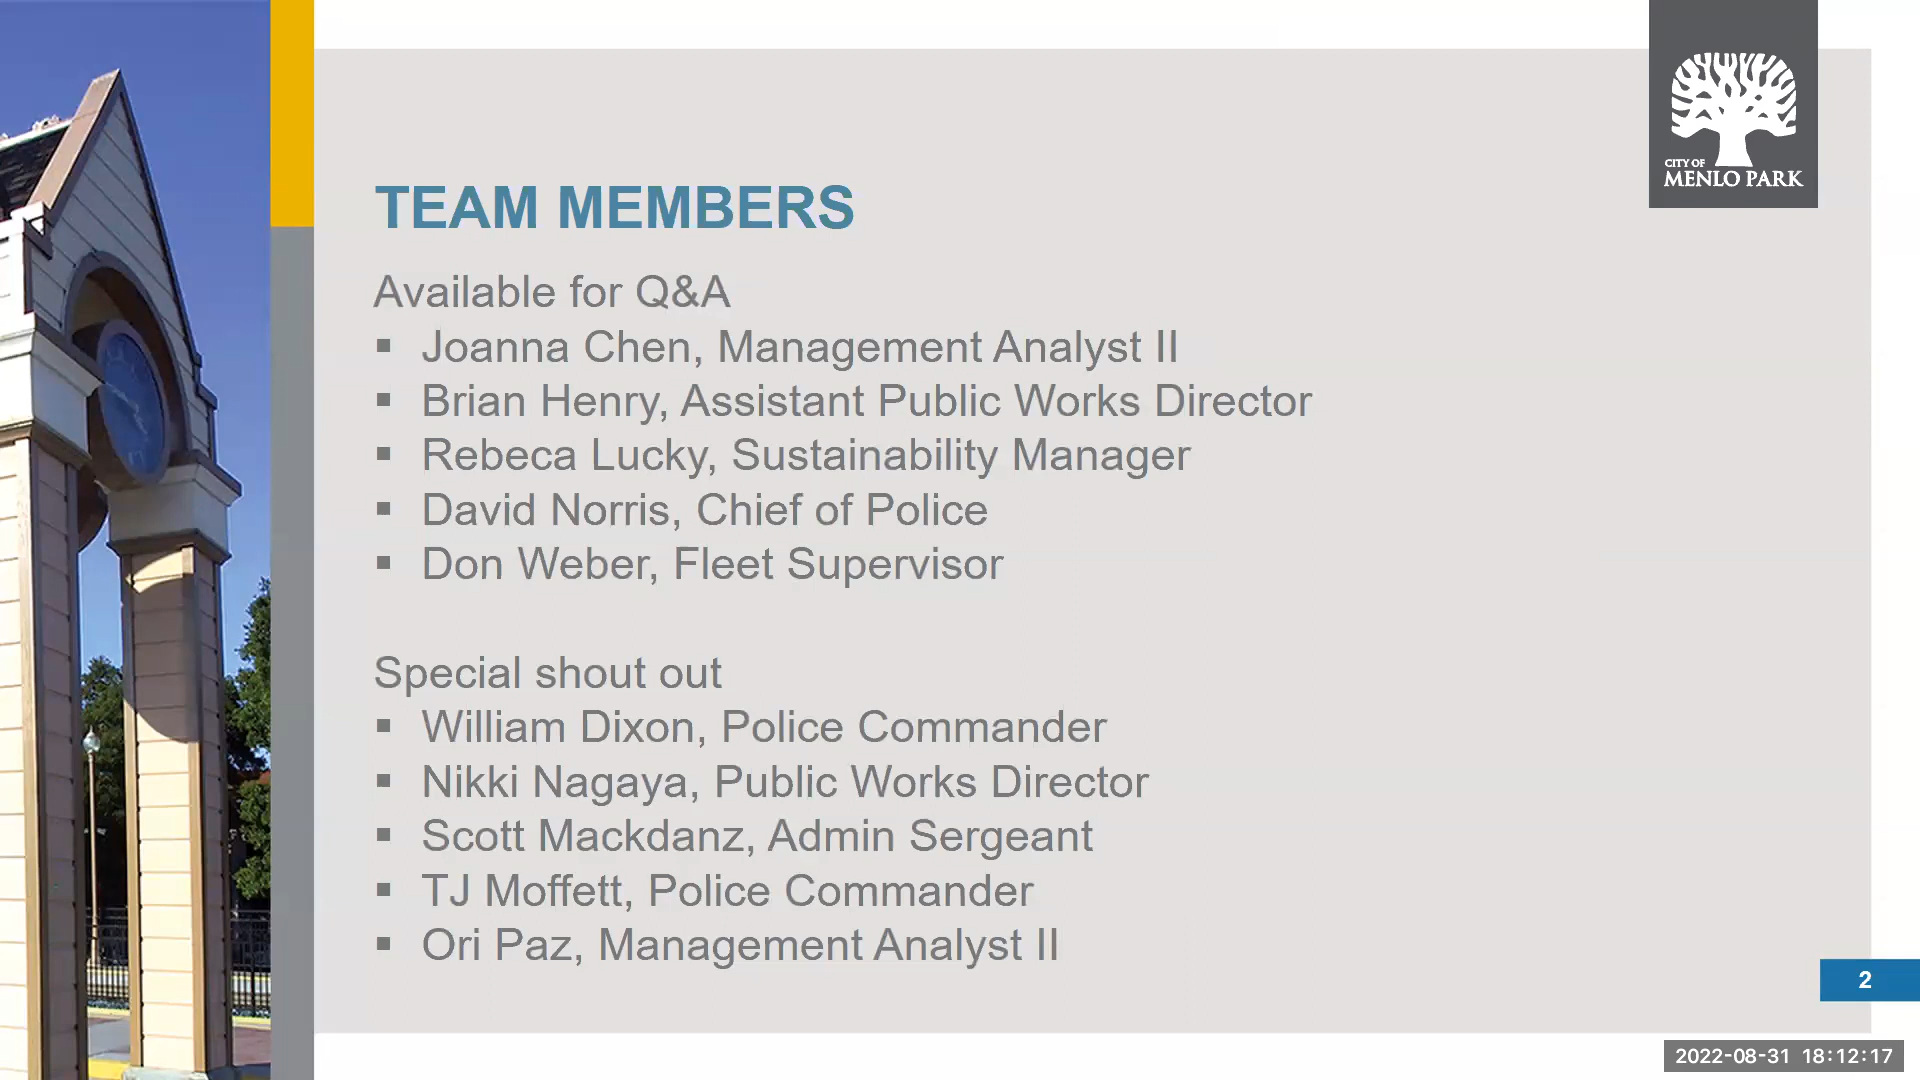 CITY OF
MENLO PARK
TEAM MEMBERS
Available for Q&A
▪ Joanna Chen, Management Analyst II
▪ Brian Henry, Assistant Public Works Director
▪ Rebeca Lucky, Sustainability Manager
▪ David Norris, Chief of Police
▪ Don Weber, Fleet Supervisor
Special shout out
▪ William Dixon, Police Commander
▪ Nikki Nagaya, Public Works Director
▪ Scott Mackdanz, Admin Sergeant
▪ TJ Moffett, Police Commander
▪ Ori Paz, Management Analyst II
2
2022-08-31 18:12:17